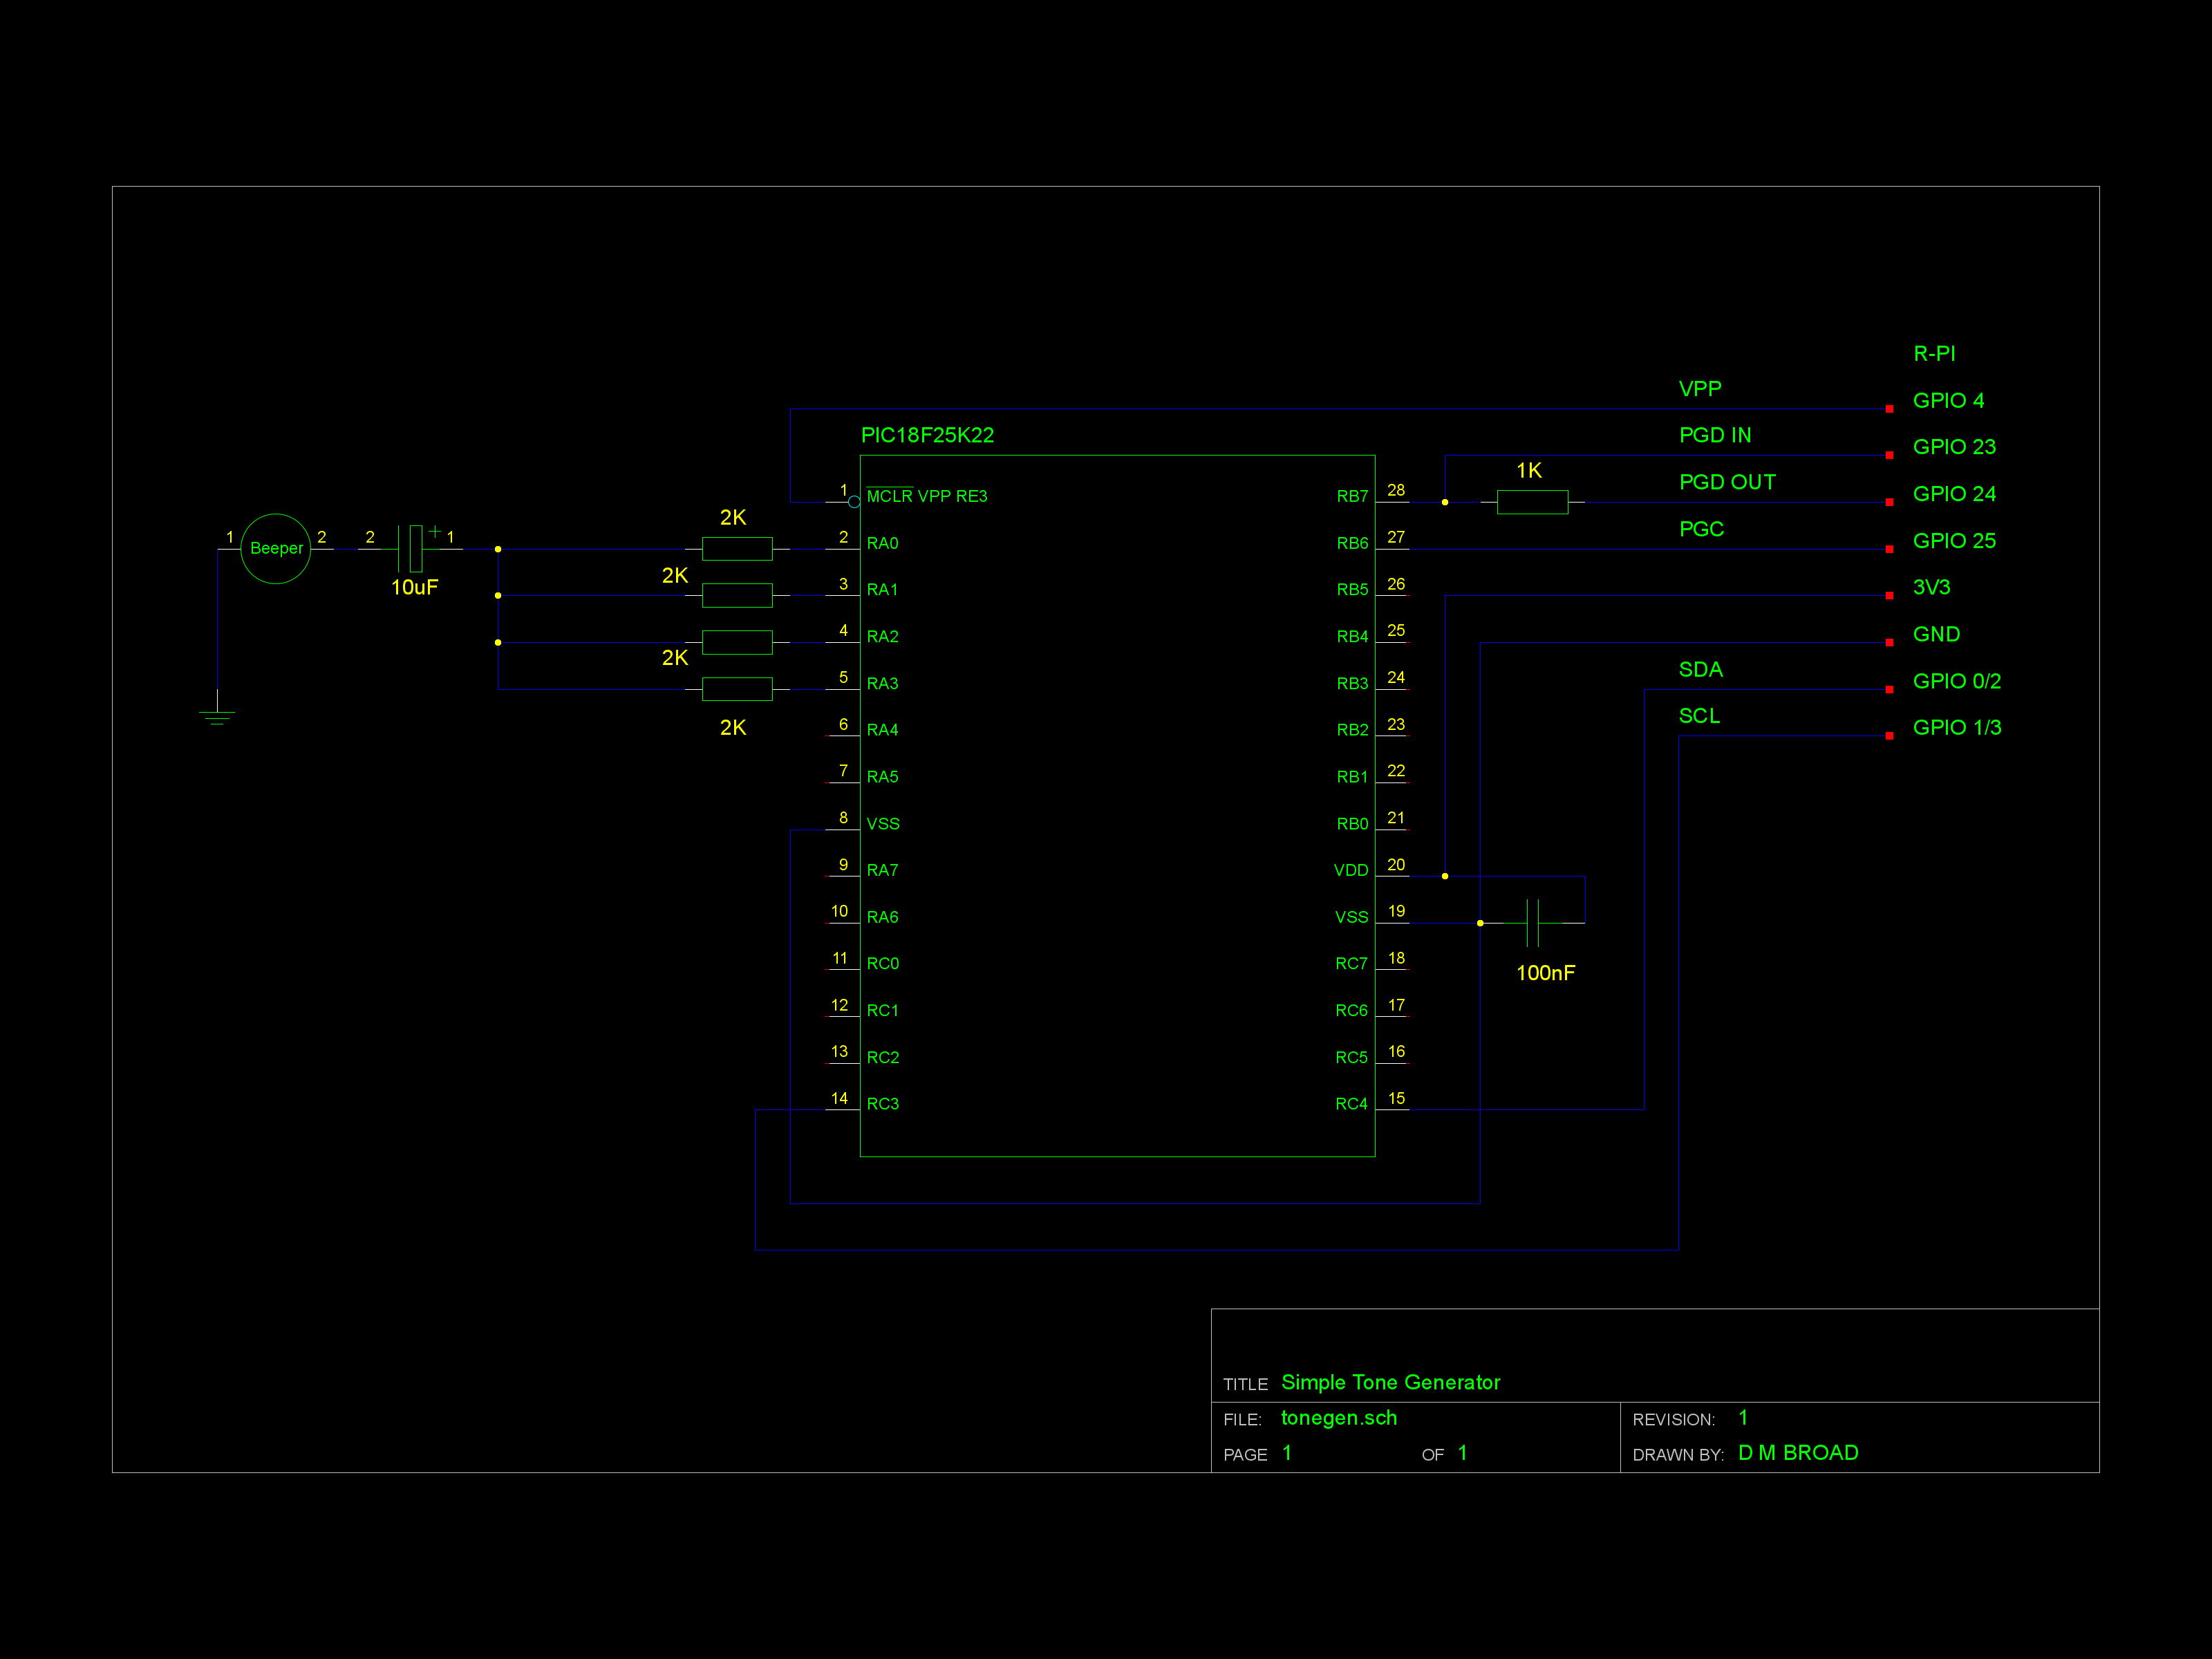 R-PI
VPP GPIO 4
PIC18F25K22 PGD IN GPIO 23
1K PGD OUT GPIO 24
1 MCLR VPP RE3 RB7 28
2K PGC GPIO 25
1 Beeper 2 2 + 1 2 RA0 RB6 27
10uF 2K 3 RA1 RB5 26 3V3
4 RA2 RB4 25 GND
2K 5 RA3 RB3 24 SDA GPIO 0/2
2K 6 RA4 RB2 23 SCL GPIO 1/3
7 RA5 RB1 22
8 VSS RB0 21
9 RA7 VDD 20
10 RA6 VSS 19
11 RC0 RC7 18
100nF
12 RC1 RC6 17
13 RC2 RC5 16
14 RC3 RC4 15
TITLE Simple Tone Generator
FILE: tonegen.sch REVISION: 1
PAGE 1 OF 1 DRAWN BY: D M BROAD